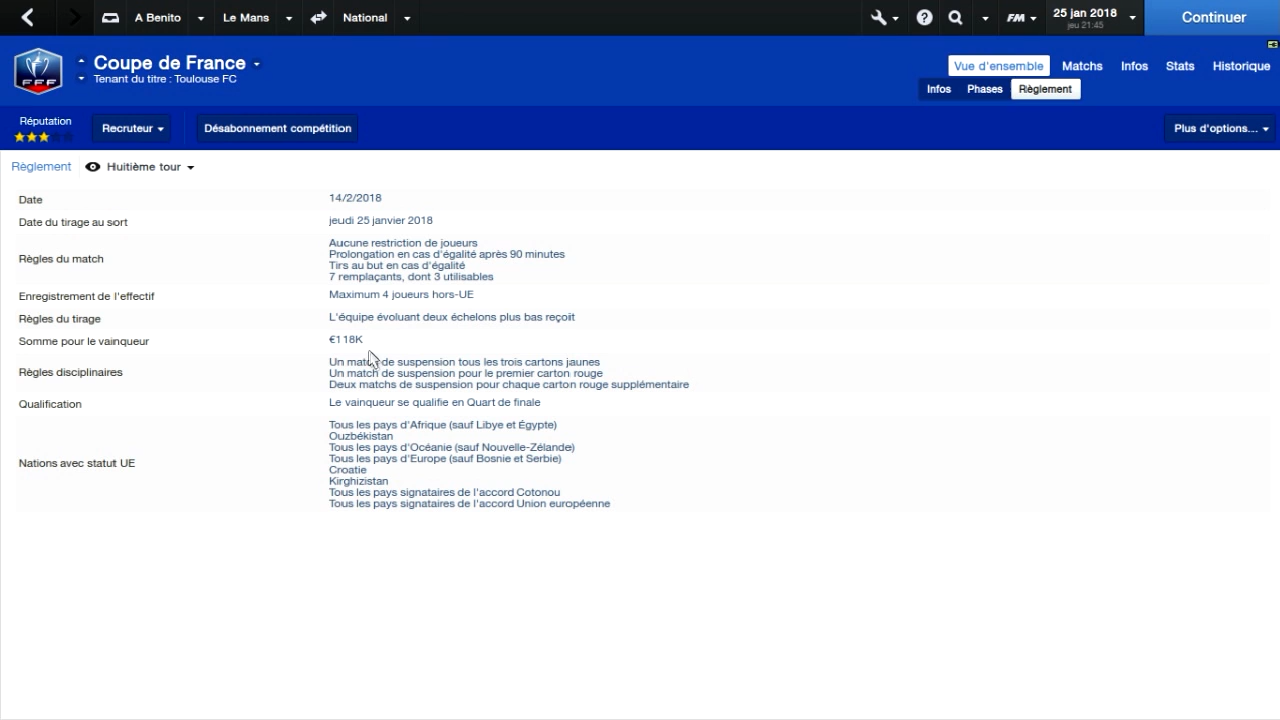 A Benito
Le Mans
National
FM
25 jan 2018
jeu 21:45
Continuer
FFF
Coupe de France
Tenant du titre : Toulouse FC
Vue d'ensemble
Matchs
Infos
Stats
Historique
Infos
Phases
Règlement
Réputation
Recruteur
Désabonnement compétition
Plus d'options...
Règlement
Huitième tour
Date 14/2/2018
Date du tirage au sort jeudi 25 janvier 2018
Règles du match
Aucune restriction de joueurs
Prolongation en cas d'égalité après 90 minutes
Tirs au but en cas d'égalité
7 remplaçants, dont 3 utilisables
Enregistrement de l'effectif Maximum 4 joueurs hors-UE
Règles du tirage L'équipe évoluant deux échelons plus bas reçoit
Somme pour le vainqueur €118K
Règles disciplinaires
Un match de suspension tous les trois cartons jaunes
Un match de suspension pour le premier carton rouge
Deux matchs de suspension pour chaque carton rouge supplémentaire
Qualification Le vainqueur se qualifie en Quart de finale
Nations avec statut UE
Tous les pays d'Afrique (sauf Libye et Égypte)
Ouzbékistan
Tous les pays d'Océanie (sauf Nouvelle-Zélande)
Tous les pays d'Europe (sauf Bosnie et Serbie)
Croatie
Kirghizistan
Tous les pays signataires de l'accord Cotonou
Tous les pays signataires de l'accord Union européenne